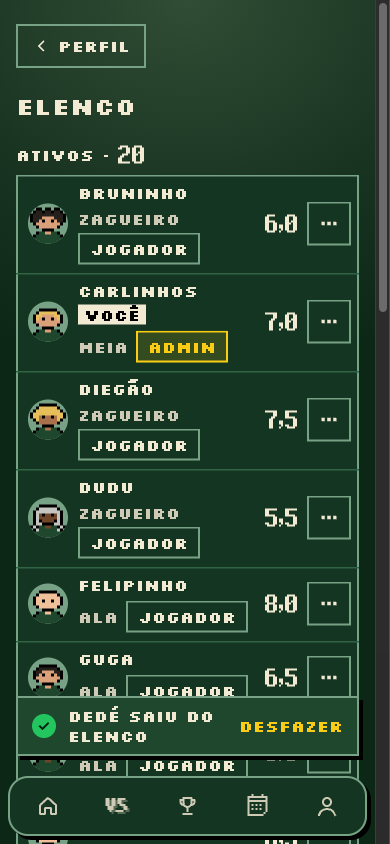 PERFIL
ELENCO
ATIVOS · 20
BRUNINHO
ZAGUEIRO
JOGADOR
6,0
CARLINHOS
VOCÊ
MEIA ADMIN
7,0
DIEGÃO
ZAGUEIRO
JOGADOR
7,5
DUDU
ZAGUEIRO
JOGADOR
5,5
FELIPINHO
ALA JOGADOR
8,0
GUGA
ALA JOGADOR
6,5
DEDÉ SAIU DO
ELENCO
DESFAZER
ALA JOGADOR
VS